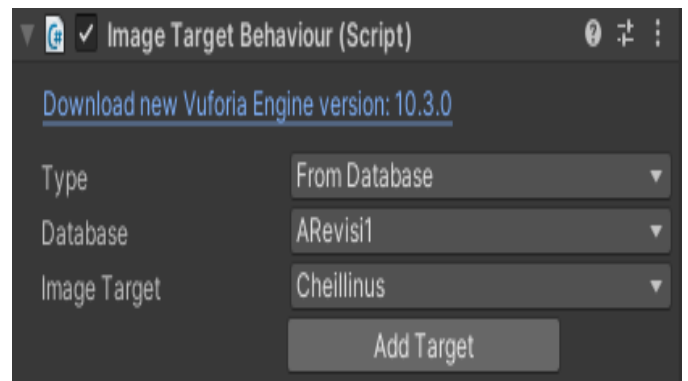 Image Target Behaviour (Script)
Download new Vuforia Engine version: 10.3.0
Type From Database
Database ARevisi1
Image Target Cheillinus
Add Target